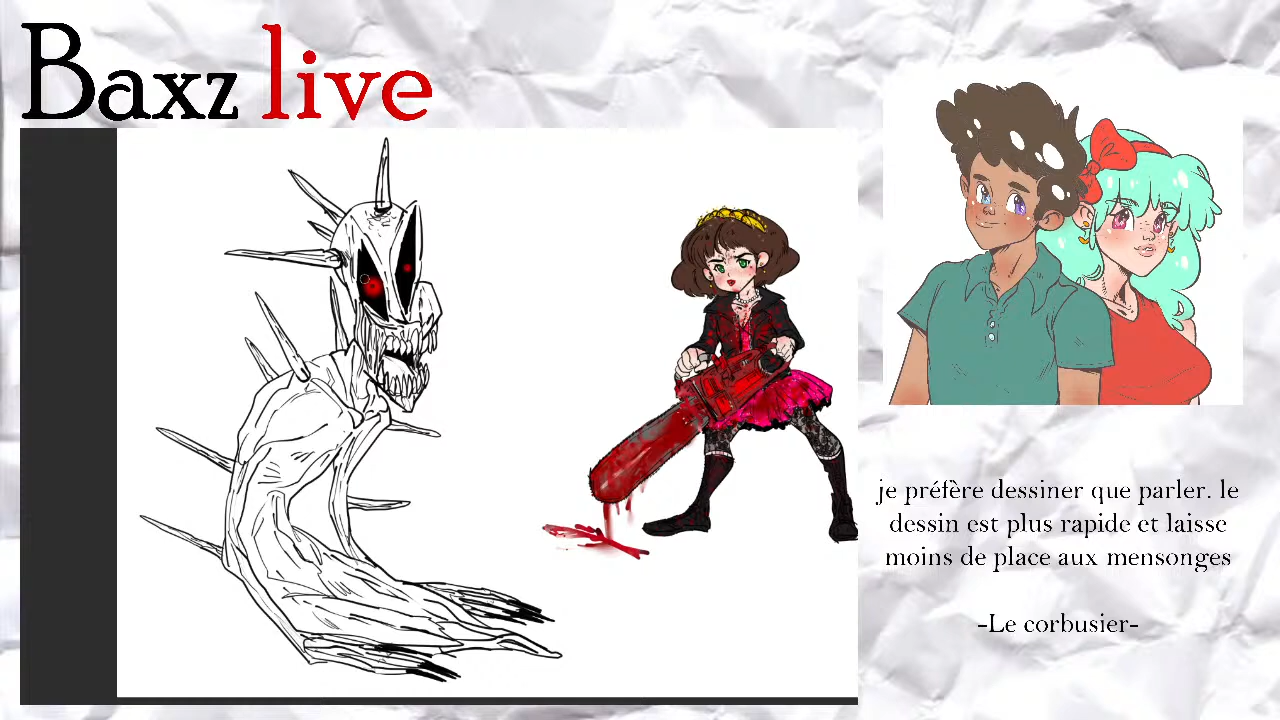 Baxz live
je préfère dessiner que parler. le
dessin est plus rapide et laisse
moins de place aux mensonges
-Le corbusier-